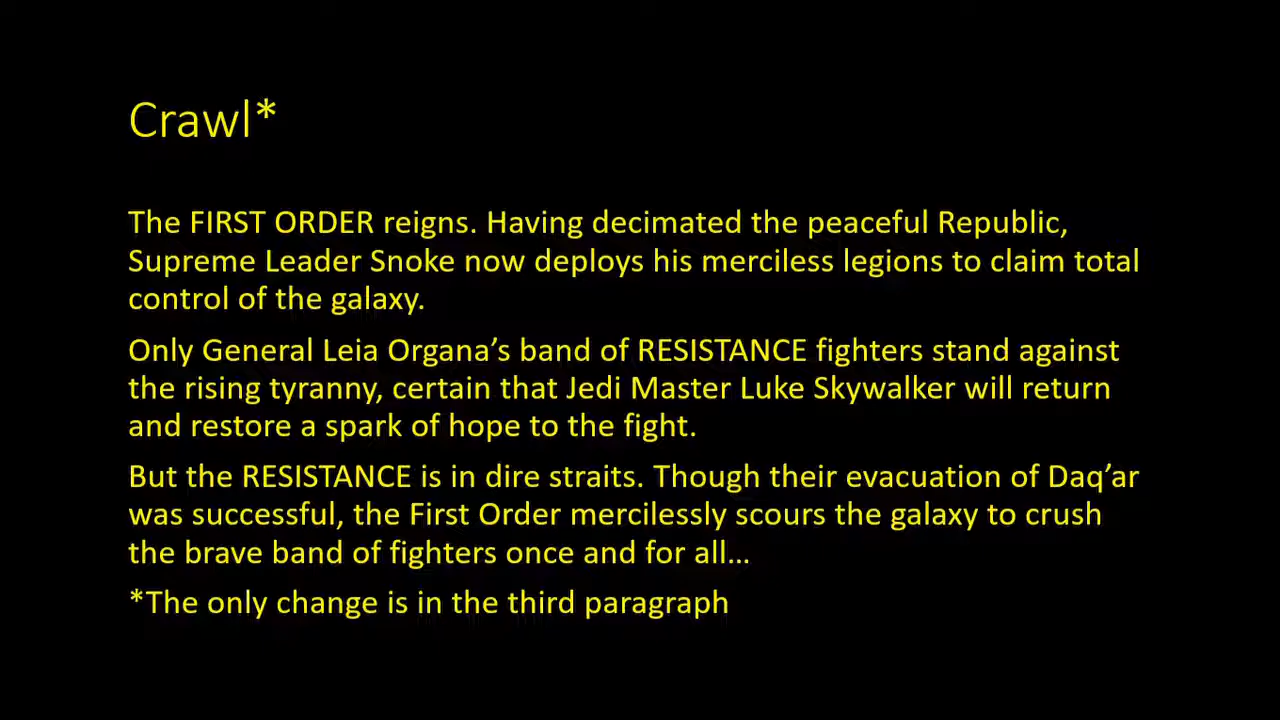 Crawl*
The FIRST ORDER reigns. Having decimated the peaceful Republic,
Supreme Leader Snoke now deploys his merciless legions to claim total
control of the galaxy.
Only General Leia Organa’s band of RESISTANCE fighters stand against
the rising tyranny, certain that Jedi Master Luke Skywalker will return
and restore a spark of hope to the fight.
But the RESISTANCE is in dire straits. Though their evacuation of Daq’ar
was successful, the First Order mercilessly scours the galaxy to crush
the brave band of fighters once and for all…
*The only change is in the third paragraph